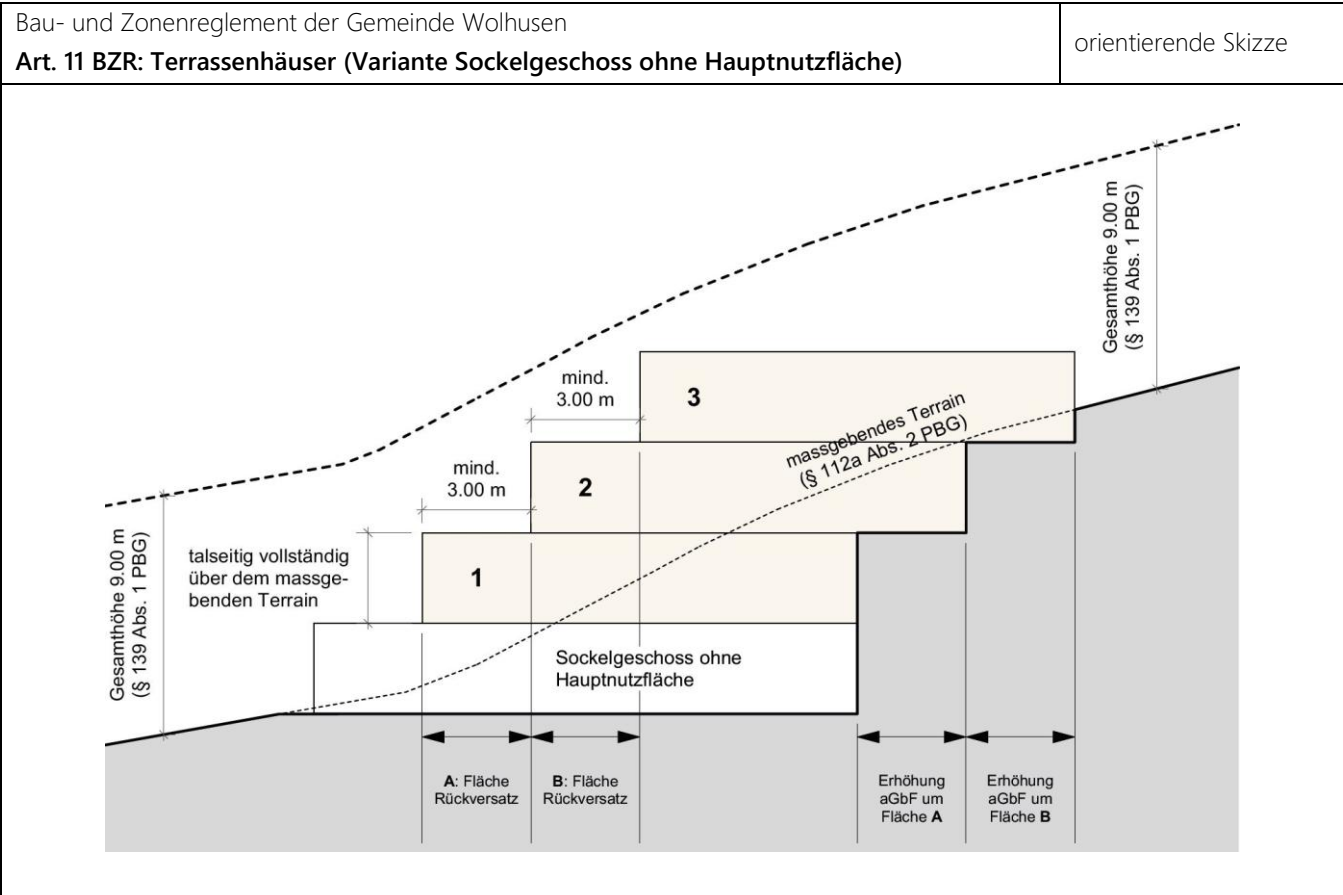 Bau- und Zonenreglement der Gemeinde Wolhusen
Art. 11 BZR: Terrassenhäuser (Variante Sockelgeschoss ohne Hauptnutzfläche)
orientierende Skizze
Gesamthöhe 9.00 m
(§ 139 Abs. 1 PBG)
mind.
3.00 m
3
massgebendes Terrain
(§ 112a Abs. 2 PBG)
mind.
3.00 m
2
Gesamthöhe 9.00 m
(§ 139 Abs. 1 PBG)
talseitig vollständig
über dem massge-
benden Terrain
1
Sockelgeschoss ohne
Hauptnutzfläche
A: Fläche
Rückversatz
B: Fläche
Rückversatz
Erhöhung
aGbF um
Fläche A
Erhöhung
aGbF um
Fläche B